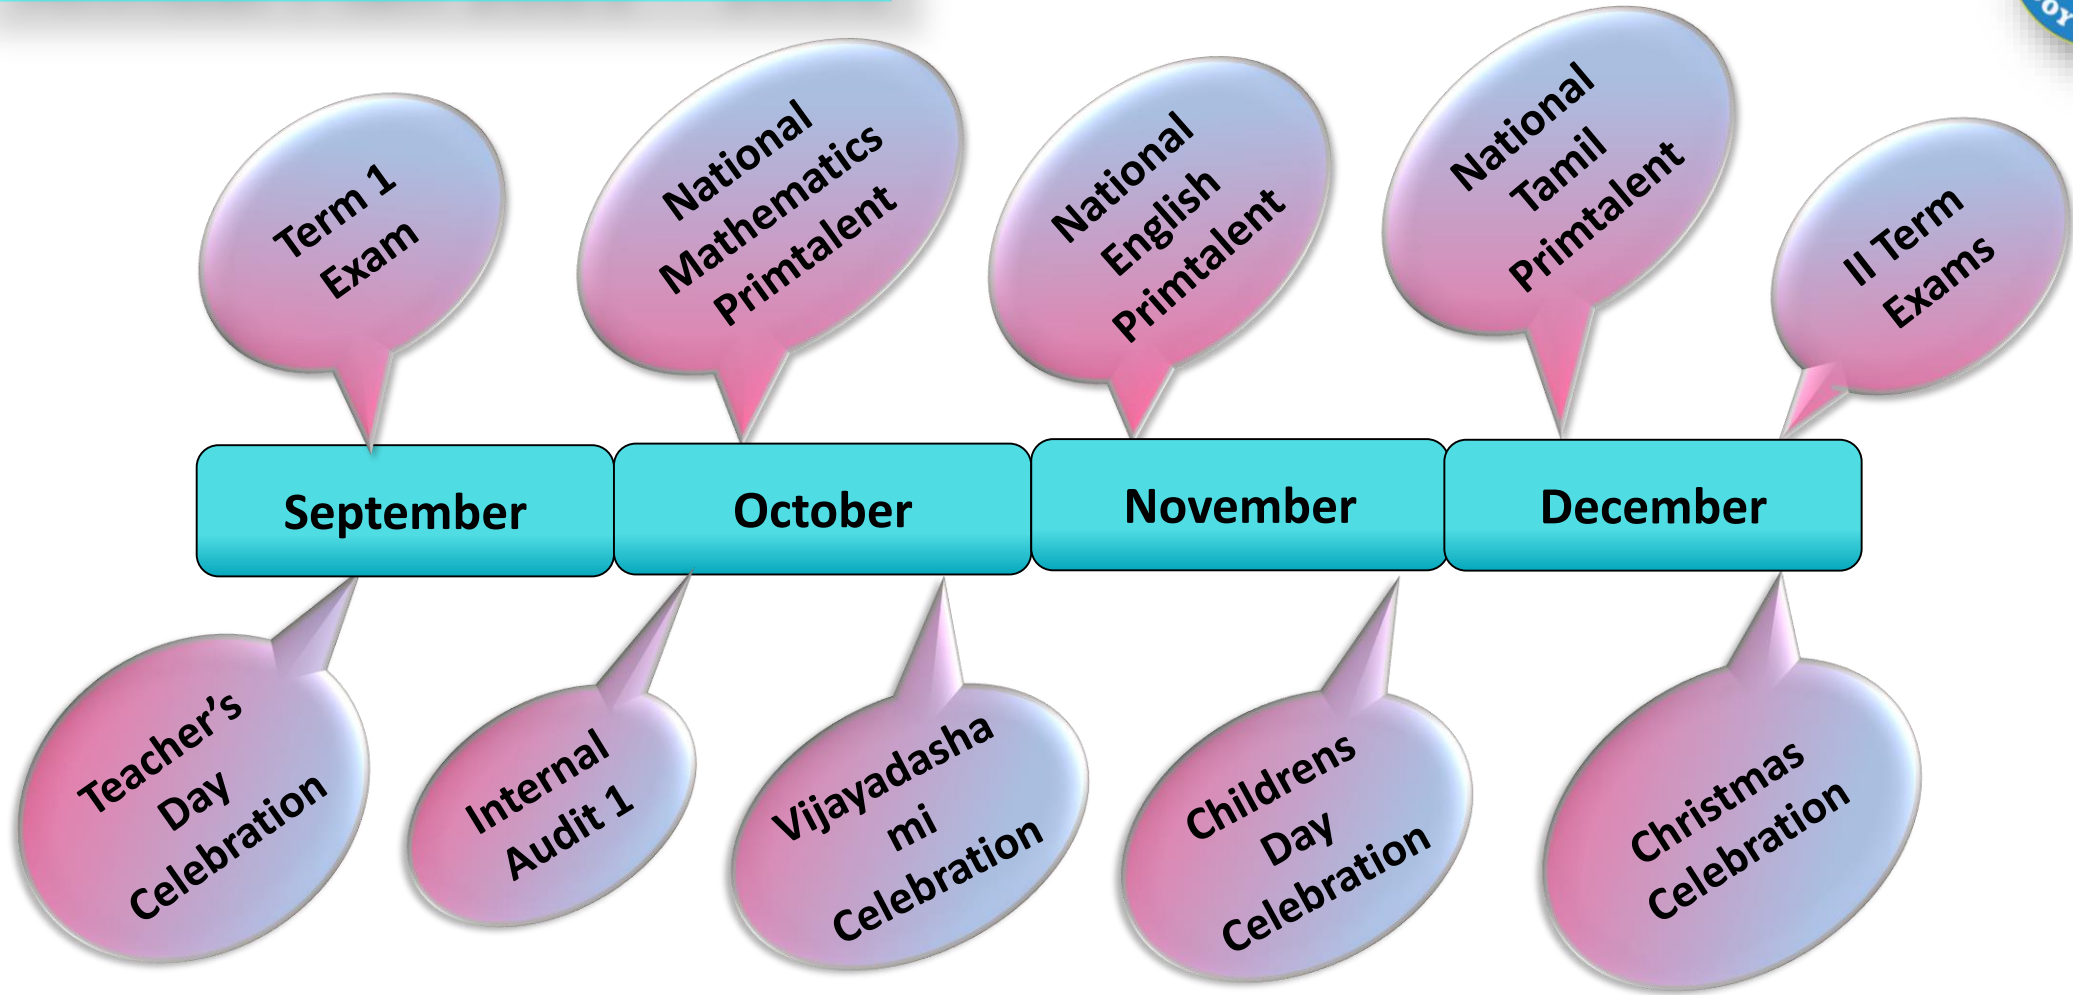 Term 1
Exam
National
Mathematics
Primtalent
National
English
Primtalent
National
Tamil
Primtalent
II Term
Exams
September
October
November
December
Teacher’s
Day
Celebration
Internal
Audit 1
Vijayadasha
mi
Celebration
Childrens
Day
Celebration
Christmas
Celebration